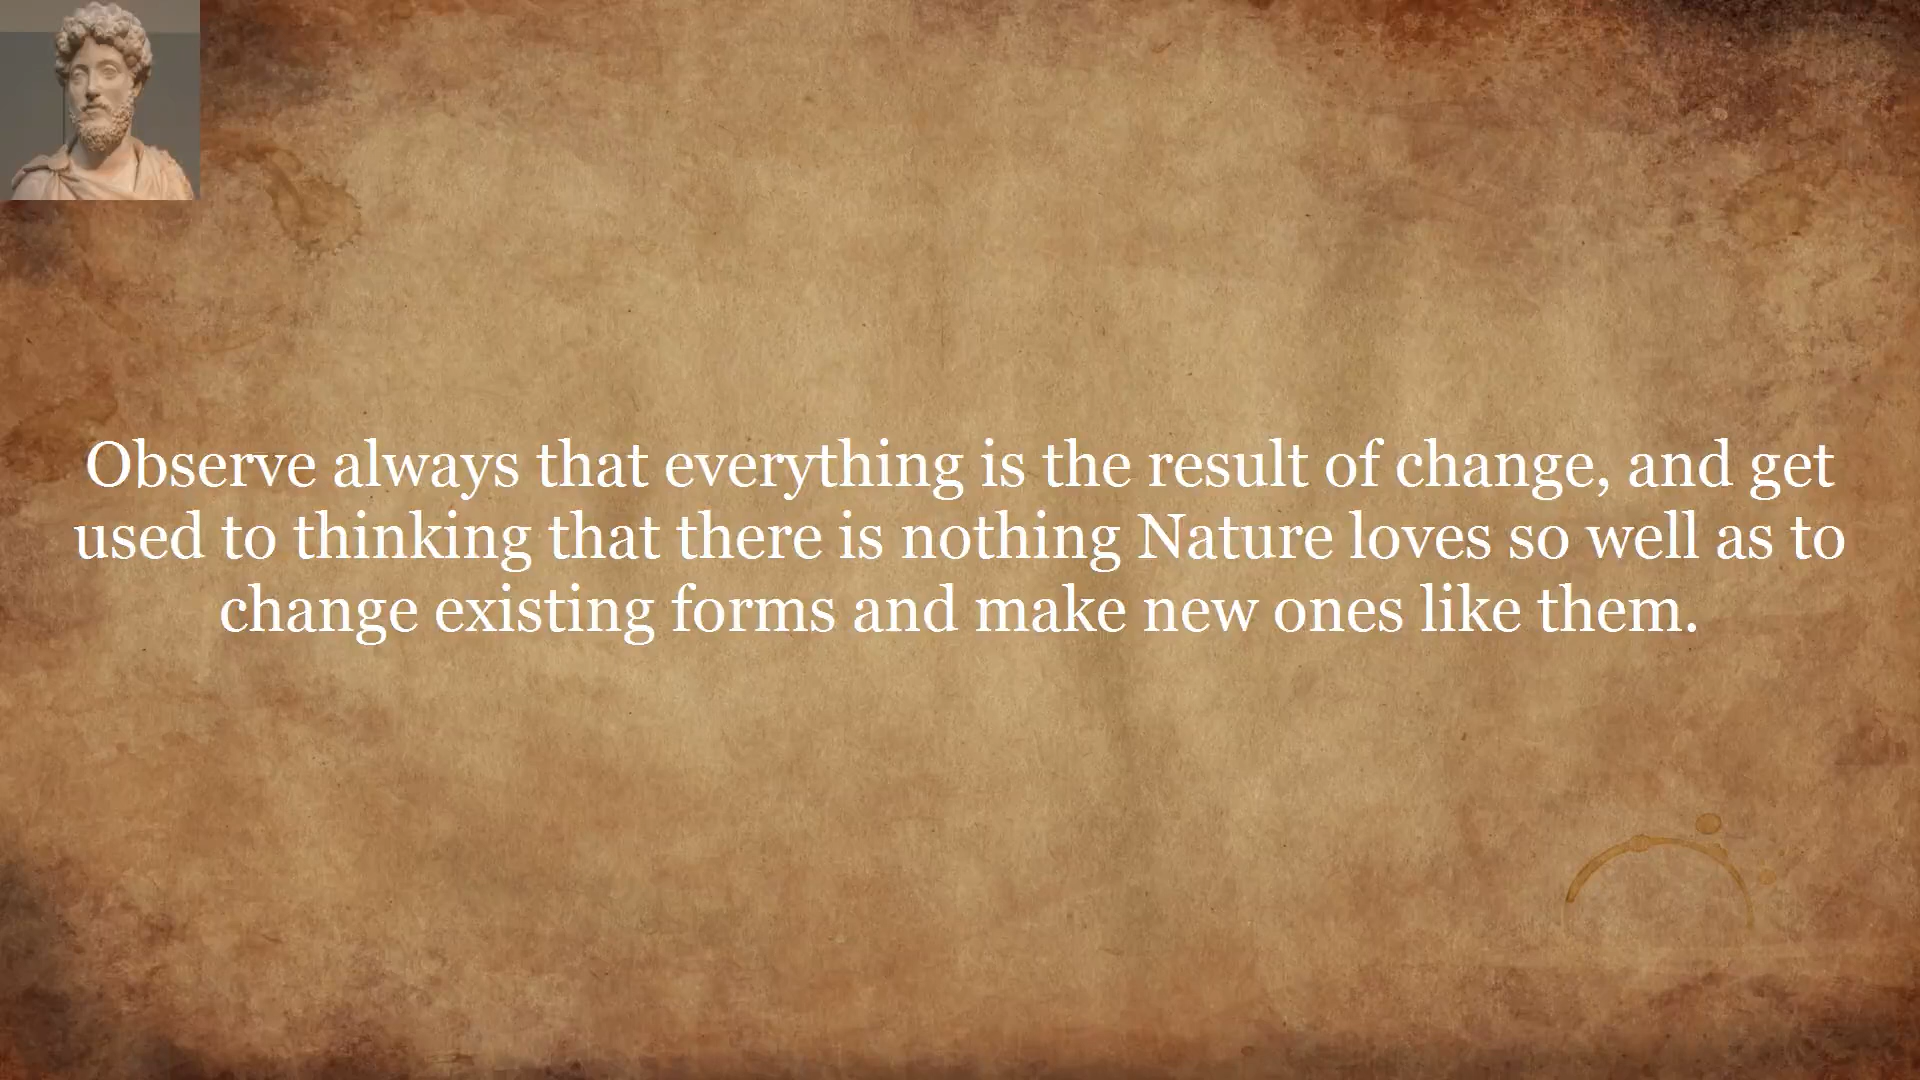 Observe always that everything is the result of change, and get
used to thinking that there is nothing Nature loves so well as to
change existing forms and make new ones like them.